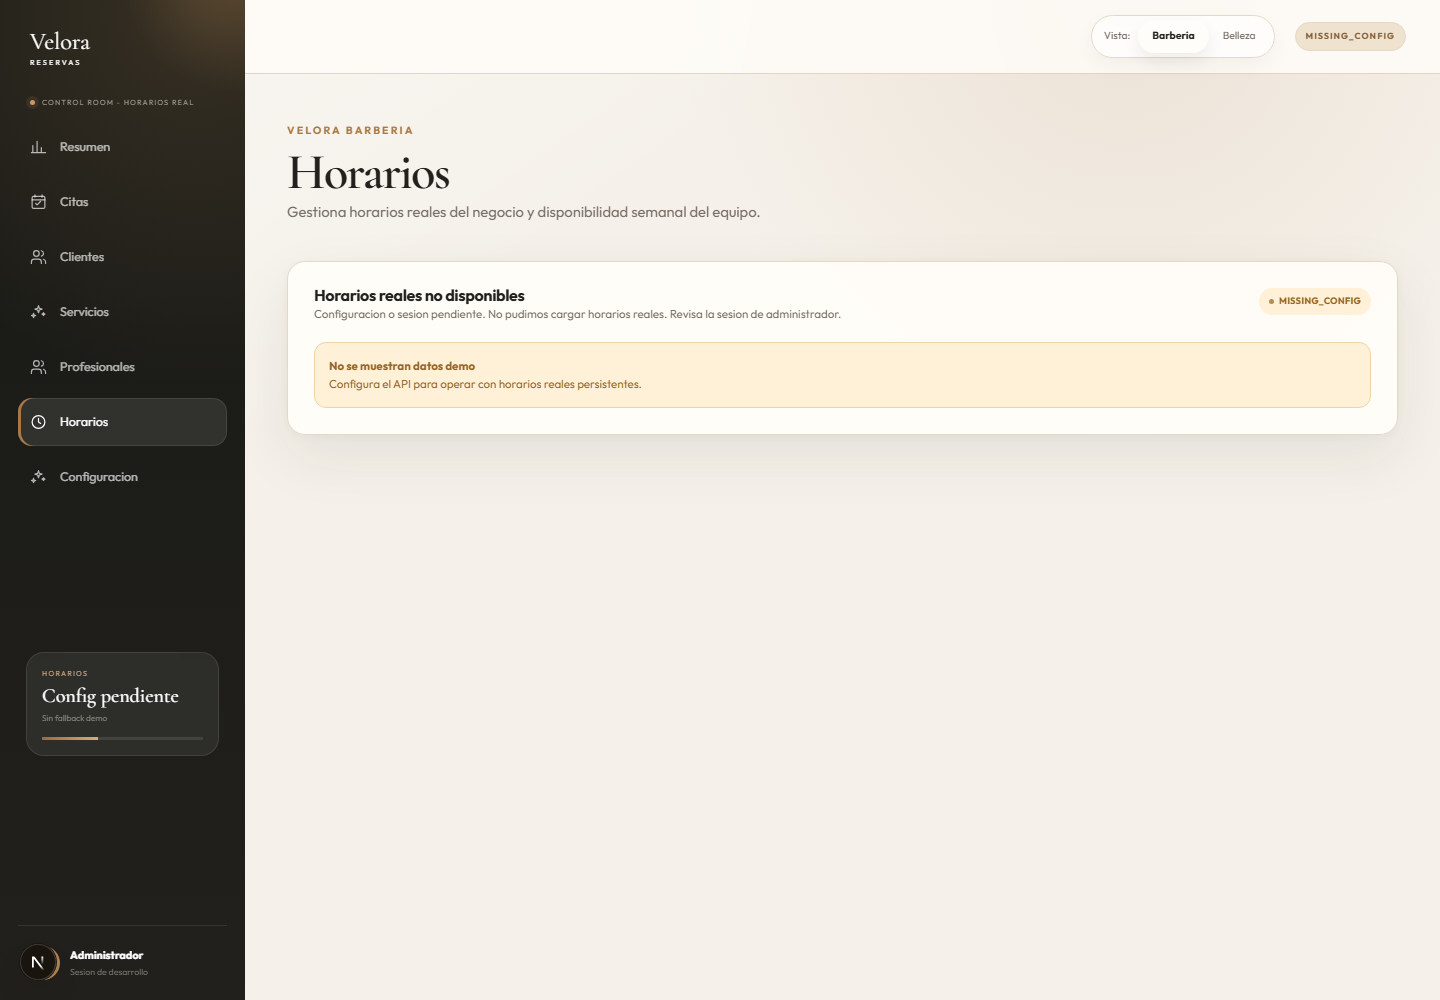 Velora
RESERVAS
CONTROL ROOM - HORARIOS REAL
Resumen
Citas
Clientes
Servicios
Profesionales
Horarios
Configuracion
HORARIOS
Config pendiente
Sin fallback demo
N
Administrador
Sesion de desarrollo
Vista: Barberia Belleza
MISSING_CONFIG
VELORA BARBERIA
Horarios
Gestiona horarios reales del negocio y disponibilidad semanal del equipo.
Horarios reales no disponibles
MISSING_CONFIG
Configuracion o sesion pendiente. No pudimos cargar horarios reales. Revisa la sesion de administrador.
No se muestran datos demo
Configura el API para operar con horarios reales persistentes.